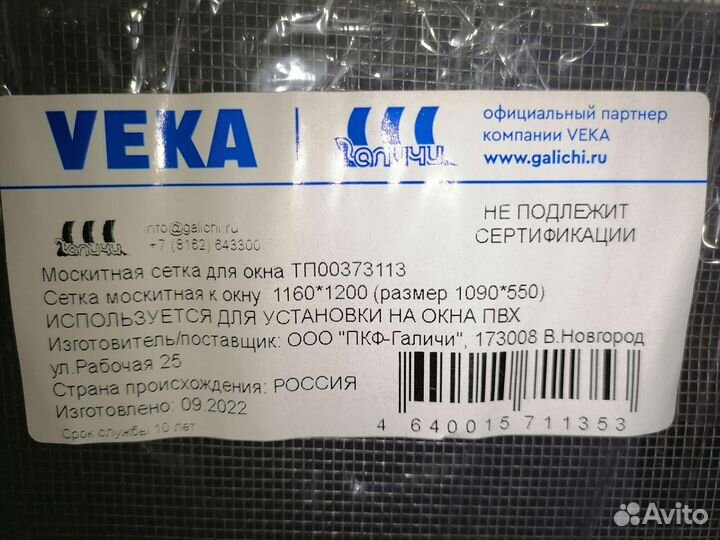 VEKA
Галичи
официальный партнер
компании VEKA
www.galichi.ru
Галичи
info@galichi.ru
+7 (8162) 643300
НЕ ПОДЛЕЖИТ
СЕРТИФИКАЦИИ
Москитная сетка для окна ТП00373113
Сетка москитная к окну 1160*1200 (размер 1090*550)
ИСПОЛЬЗУЕТСЯ ДЛЯ УСТАНОВКИ НА ОКНА ПВХ
Изготовитель/поставщик: ООО "ПКФ-Галичи", 173008 В.Новгород
ул.Рабочая 25
Страна происхождения: РОССИЯ
Изготовлено: 09.2022
Срок службы 10 лет
4 640015 711353
Avito